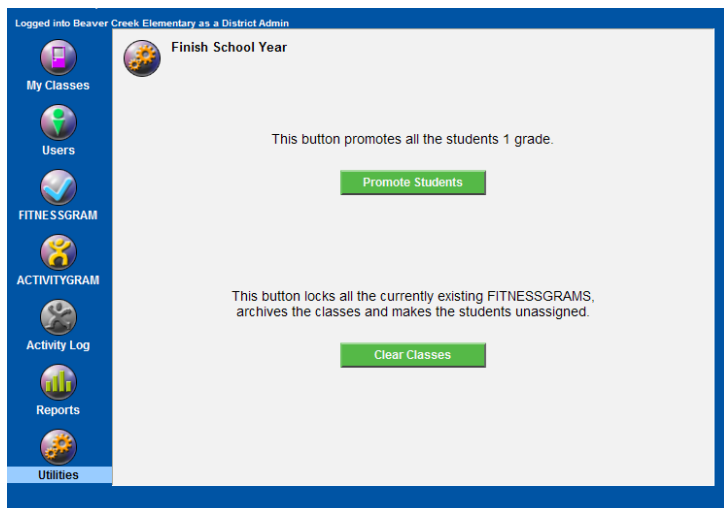 Logged into Beaver Creek Elementary as a District Admin
Finish School Year
My Classes
Users
FITNESSGRAM
ACTIVITYGRAM
Activity Log
Reports
Utilities
This button promotes all the students 1 grade.
Promote Students
This button locks all the currently existing FITNESSGRAMS,
archives the classes and makes the students unassigned.
Clear Classes